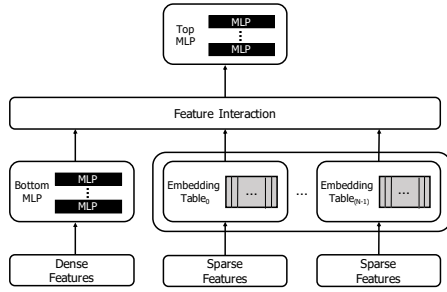 Top
MLP
MLP
MLP
Feature Interaction
Bottom
MLP
MLP
MLP
Embedding
Table0
...
...
Embedding
Table(N-1)
...
Dense
Features
Sparse
Features
Sparse
Features